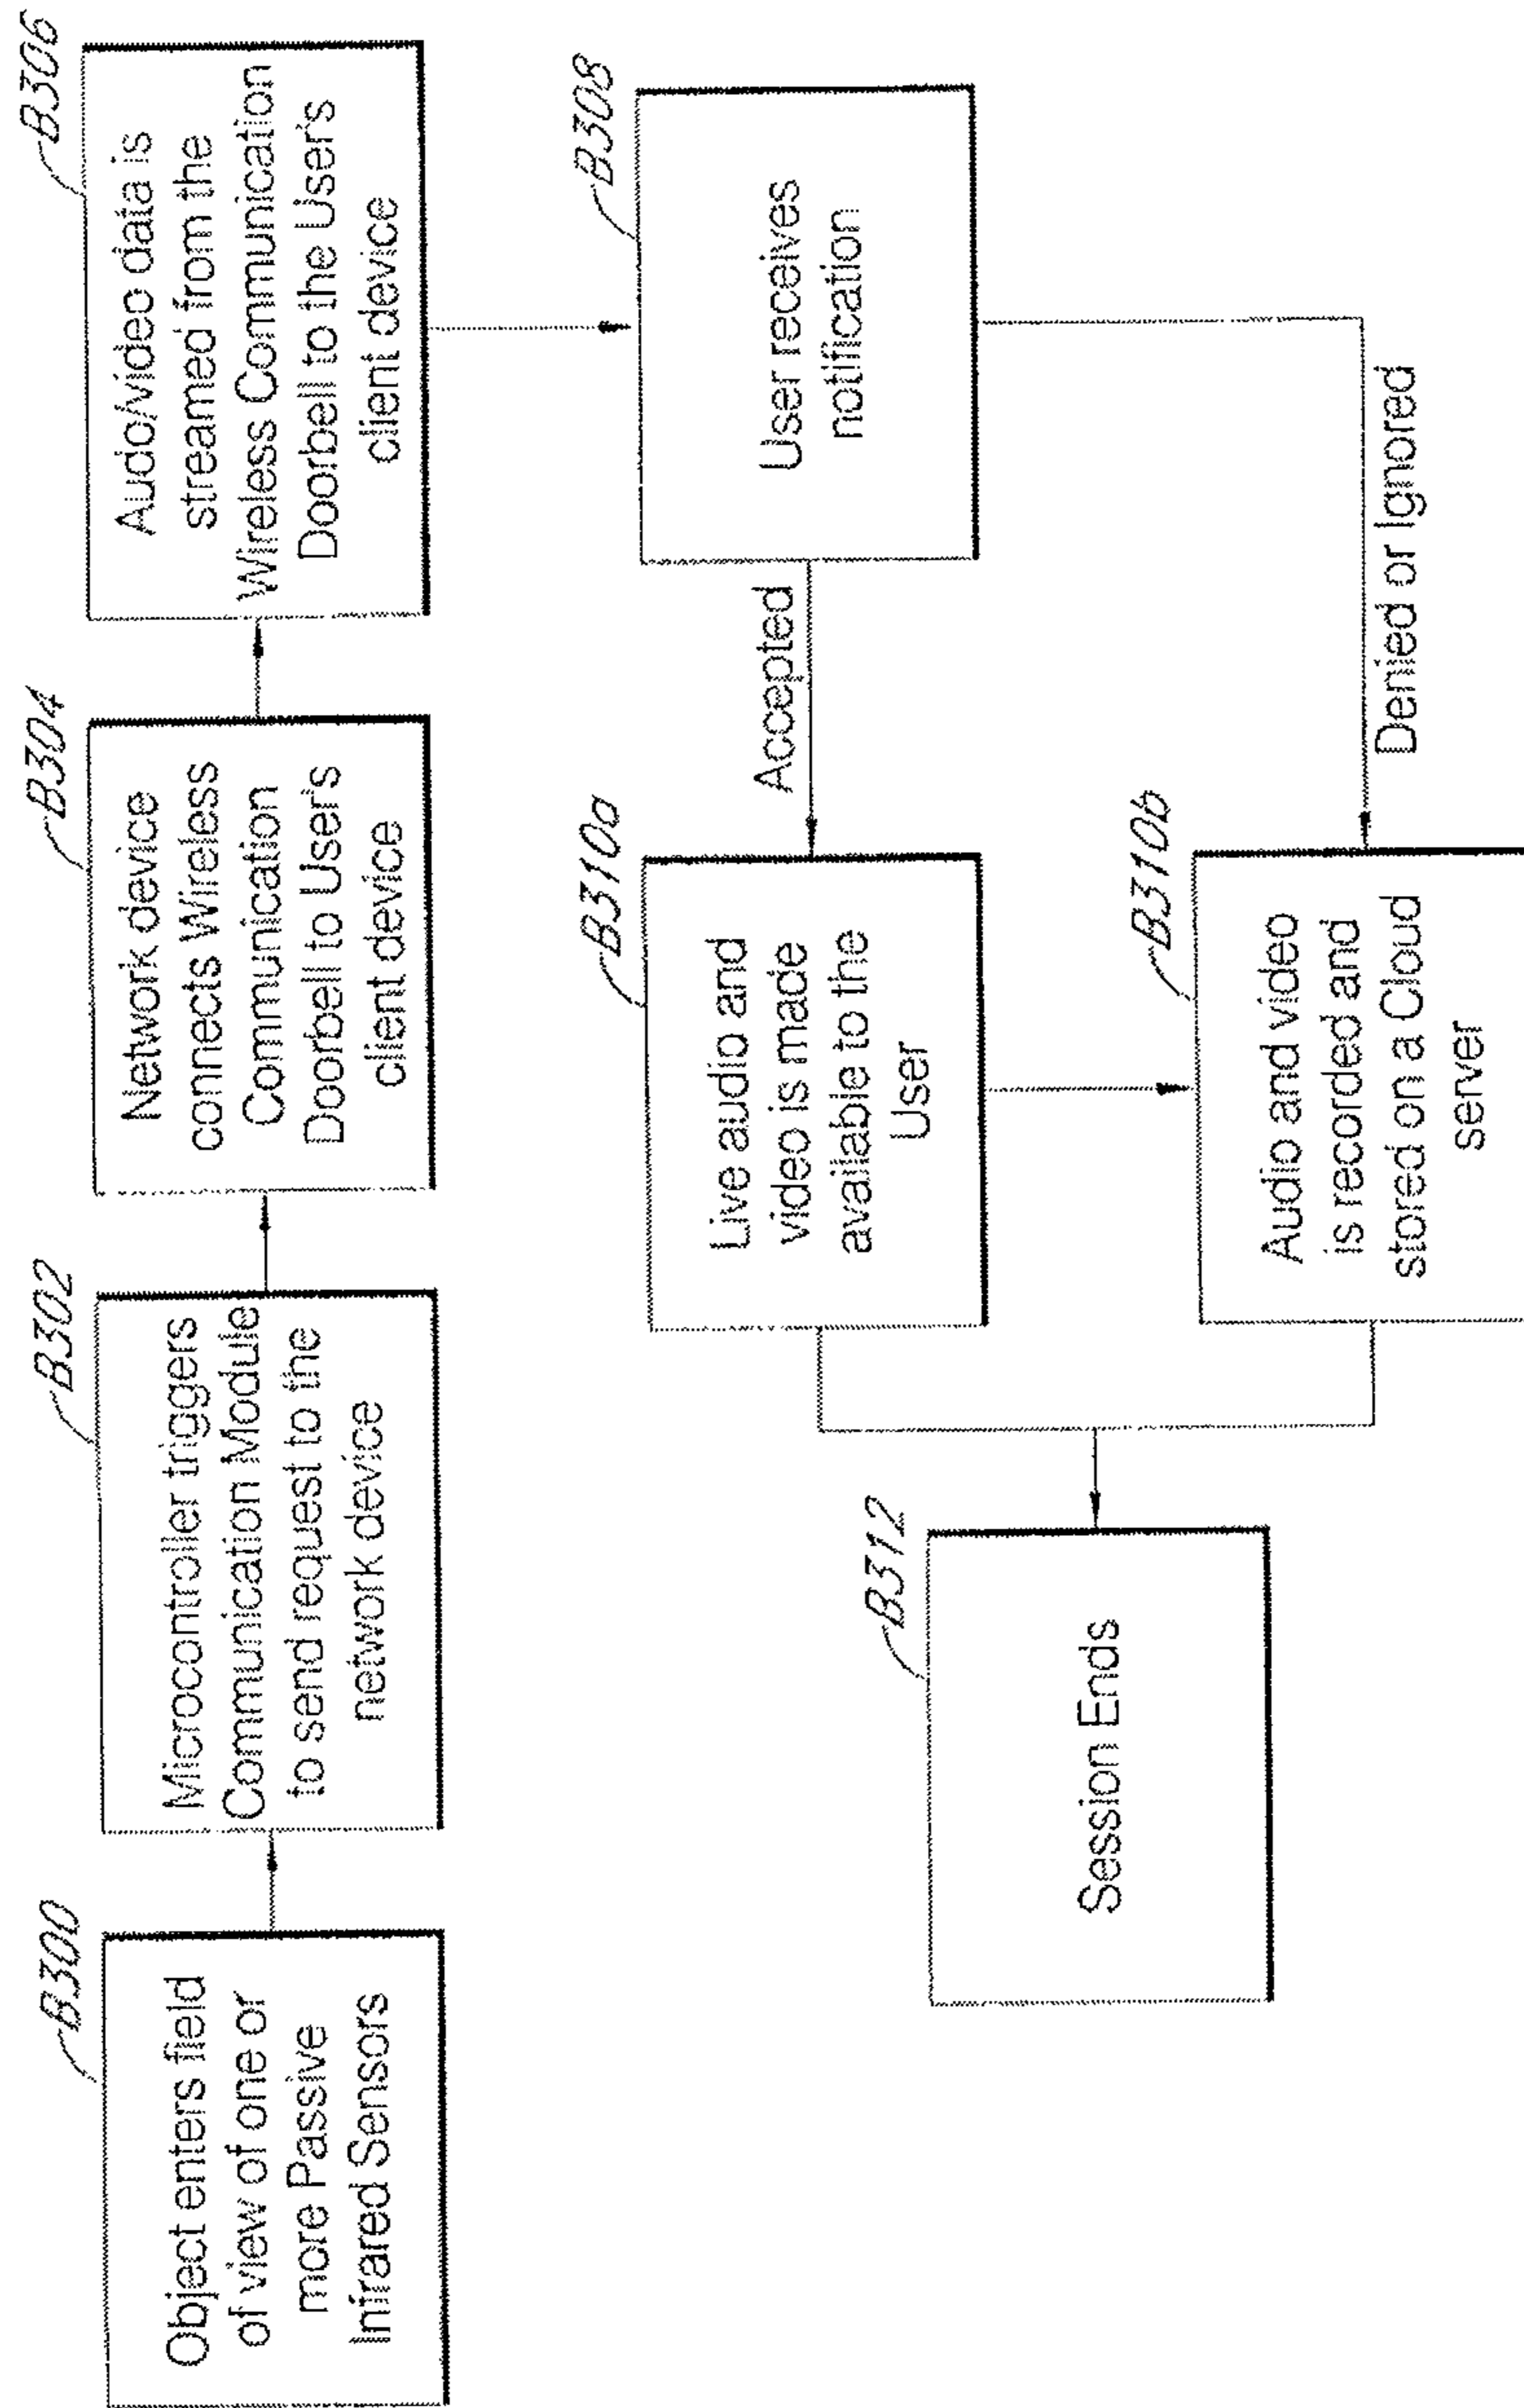 B300
Object enters field
of view of one or
more Passive
Infrared Sensors
B302
Microcontroller triggers
Communication Module
to send request to the
network device
B304
Network device
connects Wireless
Communication
Doorbell to User's
client device
B306
Audo/video data is
streamed from the
Wireless Communication
Doorbell to the User's
client device
B308
User receives
notification
Accepted
Denied or Ignored
B310a
Live audio and
video is made
available to the
User
B310b
Audio and video
is recorded and
stored on a Cloud
server
B312
Session Ends